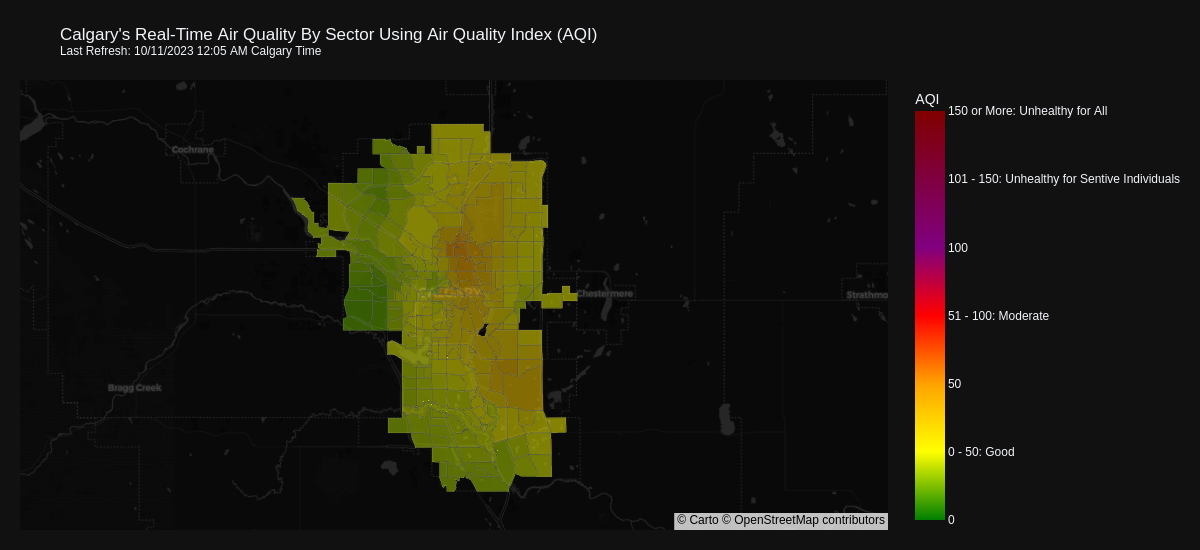 Calgary's Real-Time Air Quality By Sector Using Air Quality Index (AQI)
Last Refresh: 10/11/2023 12:05 AM Calgary Time
AQI
150 or More: Unhealthy for All
Cochrane
101 - 150: Unhealthy for Sentive Individuals
100
Chestermere
Strathmo
51 - 100: Moderate
50
Bragg Creek
0 - 50: Good
0
© Carto © OpenStreetMap contributors